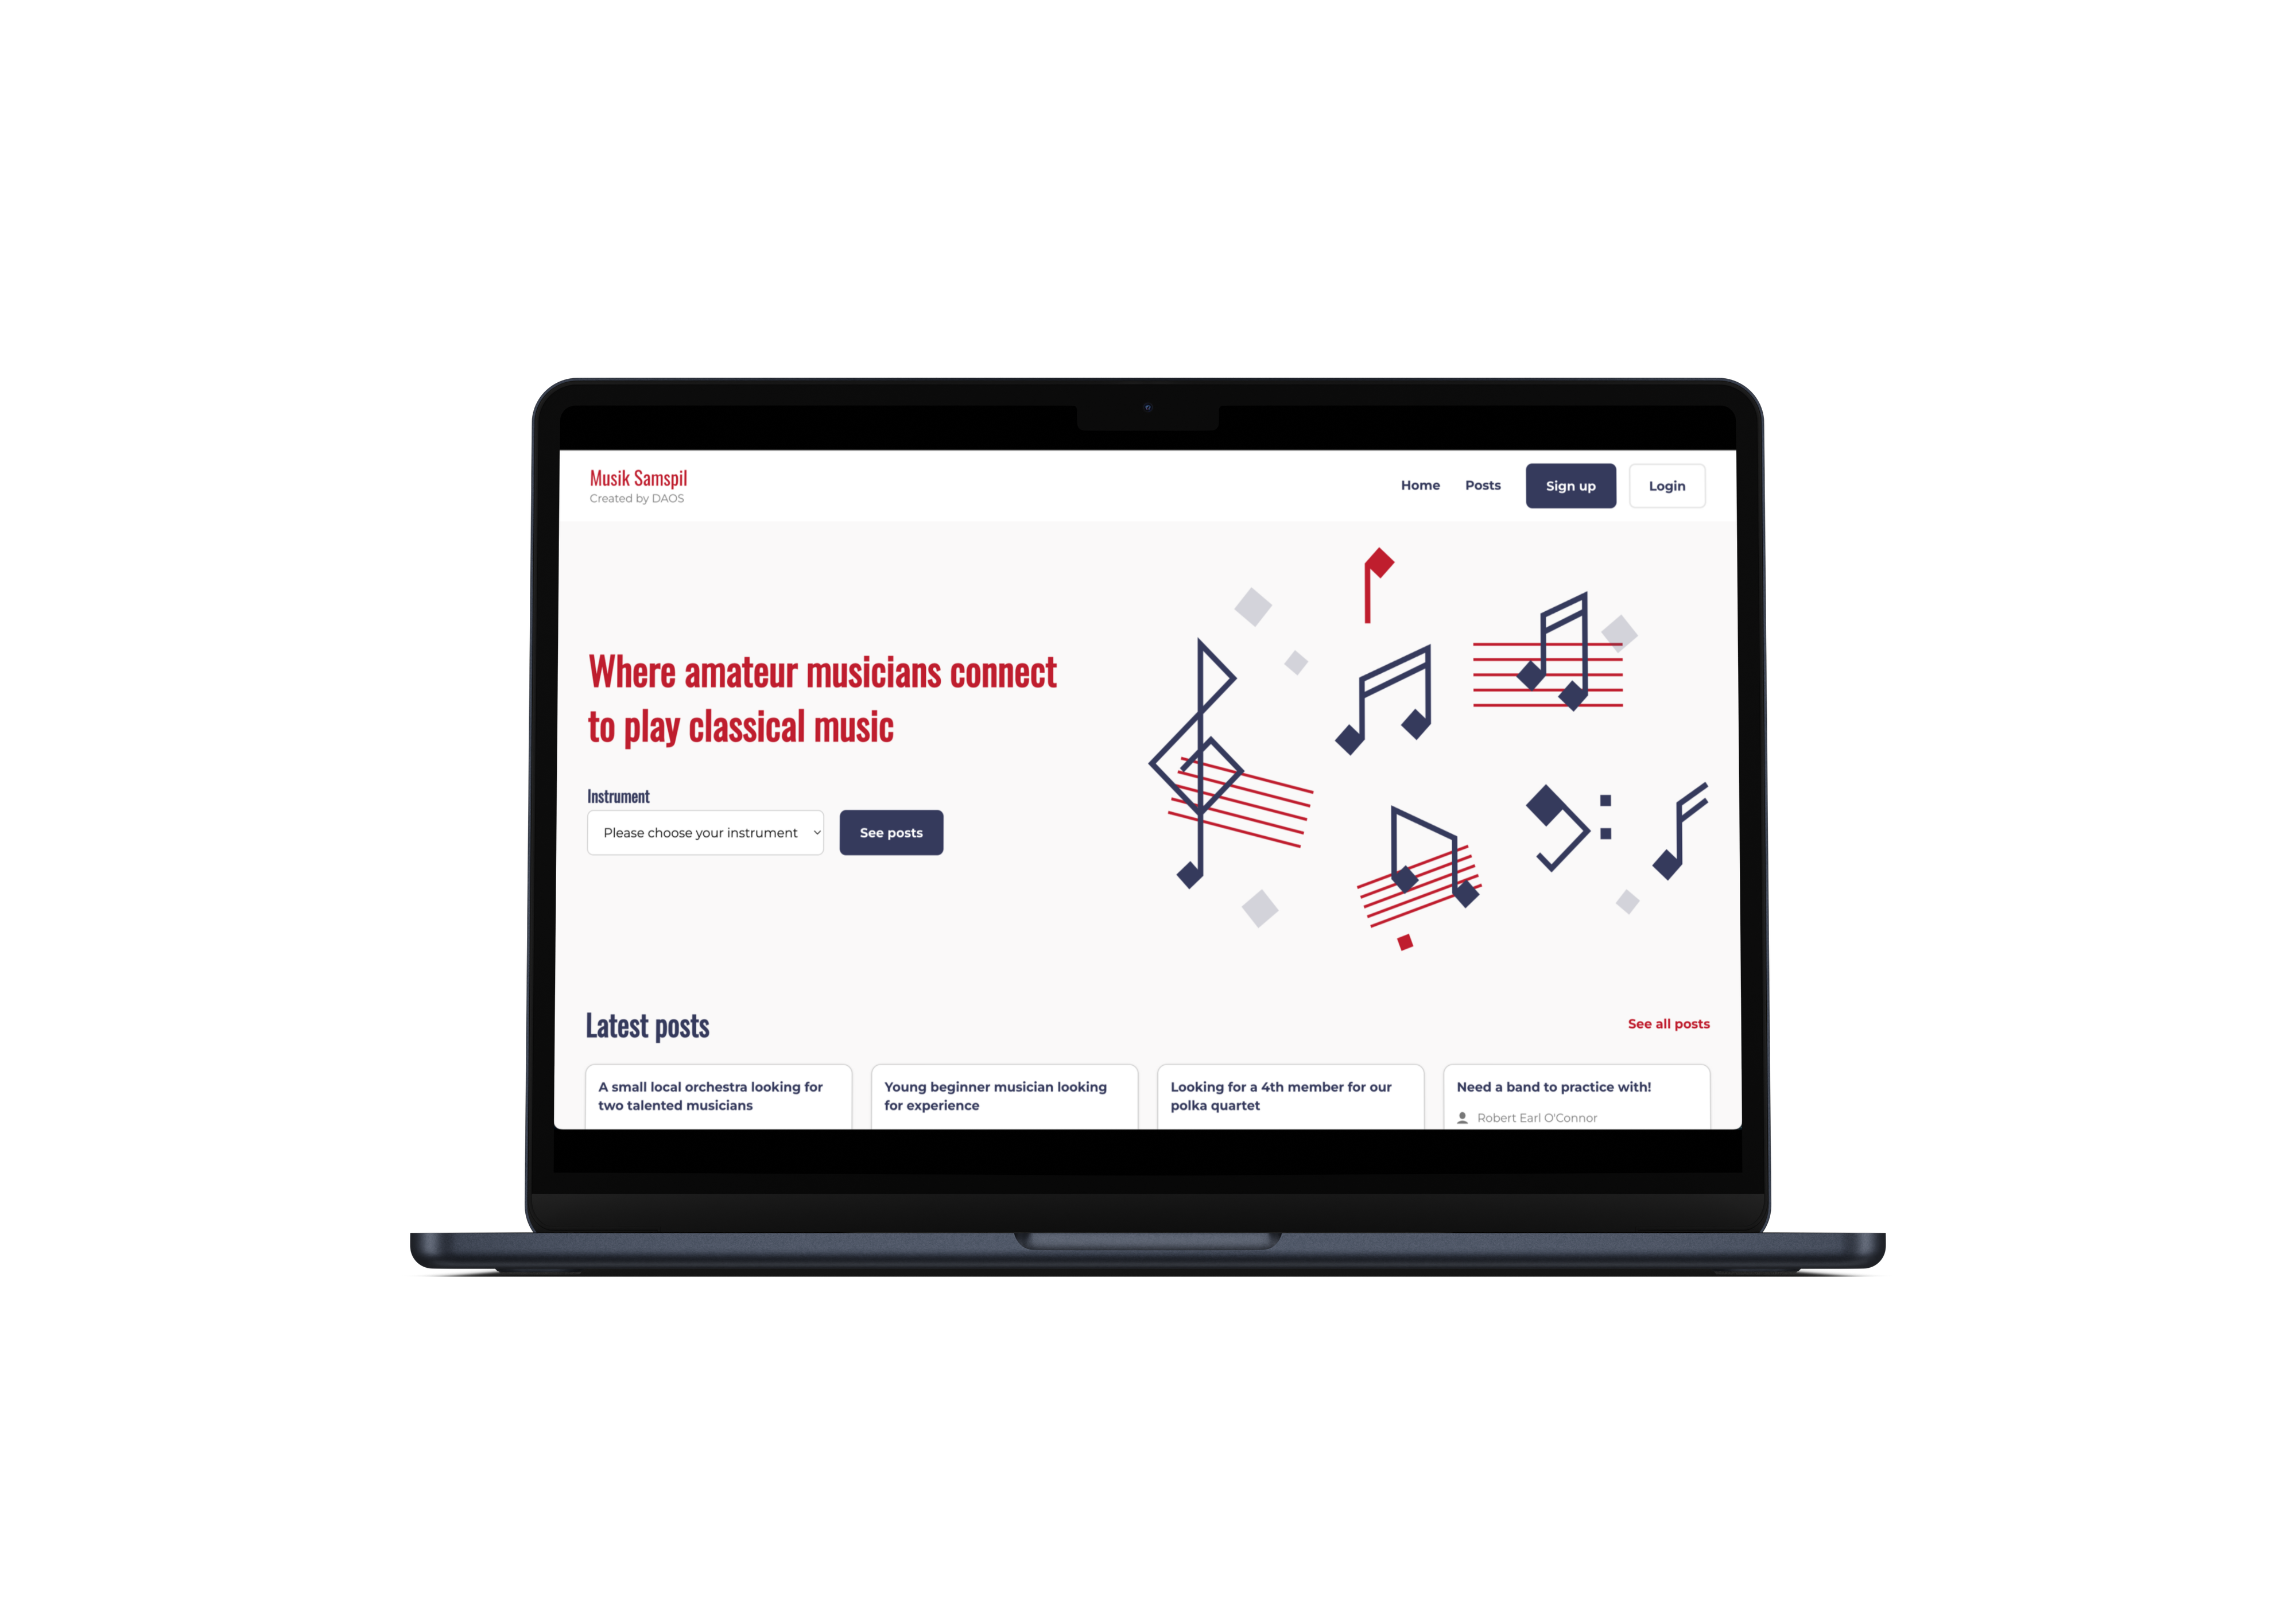 Musik Samspil
Created by DAOS
Home
Posts
Sign up
Login
Where amateur musicians connect
to play classical music
Instrument
Please choose your instrument
See posts
Latest posts
See all posts
A small local orchestra looking for
two talented musicians
Young beginner musician looking
for experience
Looking for a 4th member for our
polka quartet
Need a band to practice with!
Robert Earl O'Connor